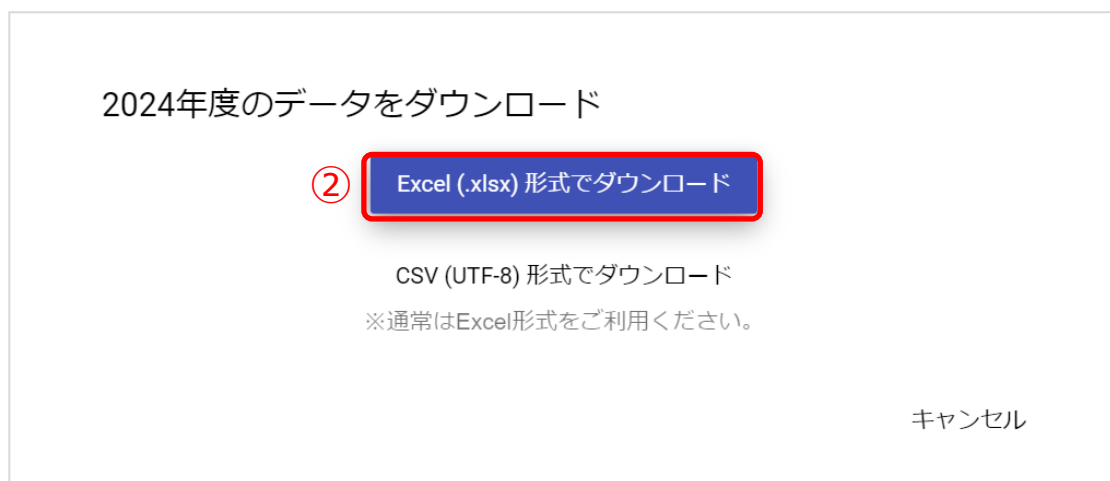 2024年度のデータをダウンロード
② Excel (.xlsx) 形式でダウンロード
CSV (UTF-8) 形式でダウンロード
※通常はExcel形式をご利用ください。
キャンセル